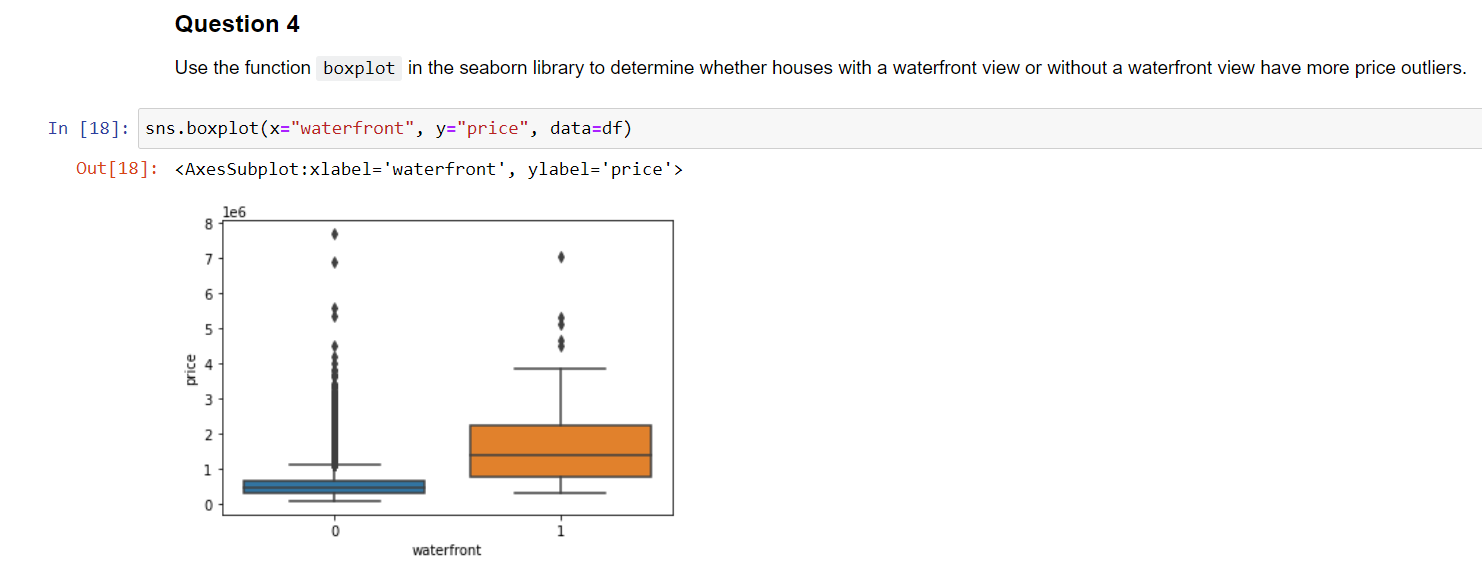 Question 4
Use the function boxplot in the seaborn library to determine whether houses with a waterfront view or without a waterfront view have more price outliers.
In [18]: sns.boxplot(x="waterfront", y="price", data=df)
Out[18]: <AxesSubplot:xlabel='waterfront', ylabel='price'>
1e6
8
7
6
5
4
price
3
2
1
0
0 1
waterfront